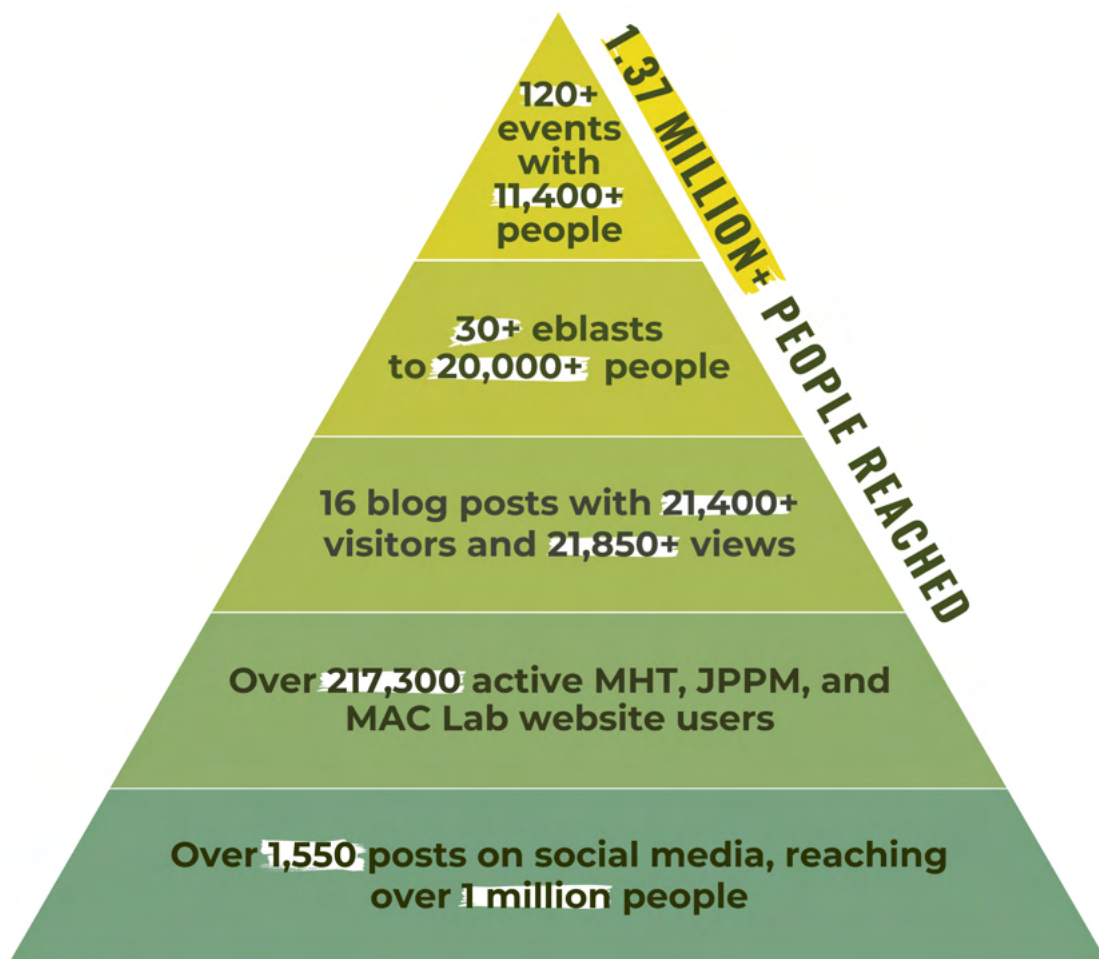 120+
events
with
11,400+
people
1.37 MILLION+ PEOPLE REACHED
30+ eblasts
to 20,000+ people
16 blog posts with 21,400+
visitors and 21,850+ views
Over 217,300 active MHT, JPPM, and
MAC Lab website users
Over 1,550 posts on social media, reaching
over 1 million people